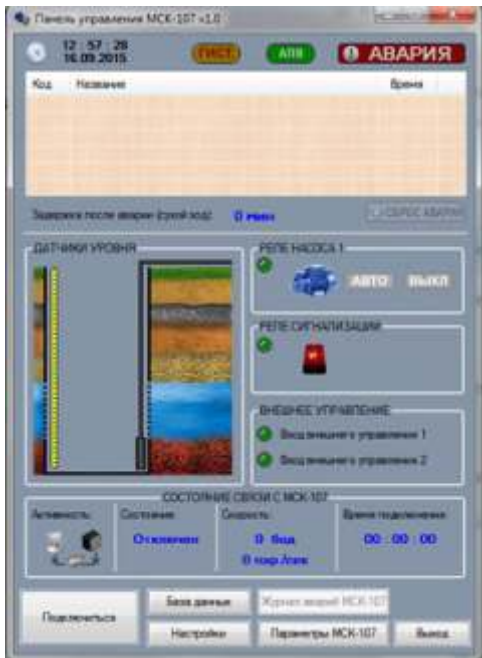 Панель управления МСК-107 v1.0
12 : 57 : 28
16.09.2015
ГИСТ.
АПВ
АВАРИЯ
Код Название Время
Задержка после аварии (сухой ход): 0 мин
СБРОС АВАРИИ
ДАТЧИКИ УРОВНЯ
РЕЛЕ НАСОСА 1
АВТО ВЫКЛ
РЕЛЕ СИГНАЛИЗАЦИИ
ВНЕШНЕЕ УПРАВЛЕНИЕ
Вход внешнего управления 1
Вход внешнего управления 2
СОСТОЯНИЕ СВЯЗИ С МСК-107
Активность: Состояние: Скорость: Время подключения:
Отключен 0 бод 00 : 00 : 00
0 пар./сек
Подключиться
База данных Журнал аварий МСК-107
Настройки Параметры МСК-107 Выход